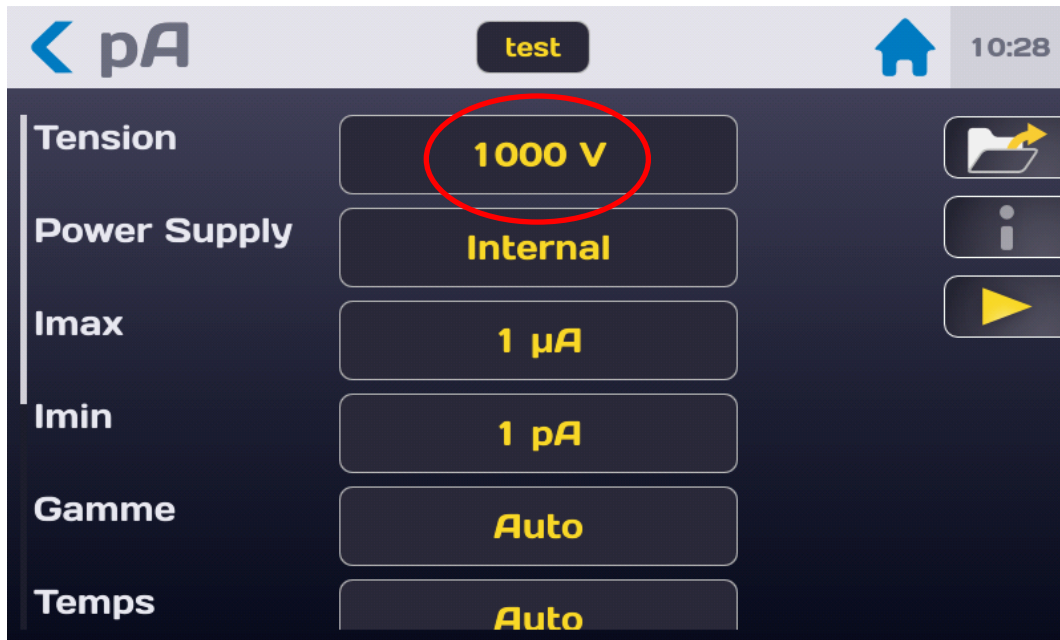 pA test 10:28
Tension 1000 V
Power Supply Internal
Imax 1 µA
Imin 1 pA
Gamme Auto
Temps Auto